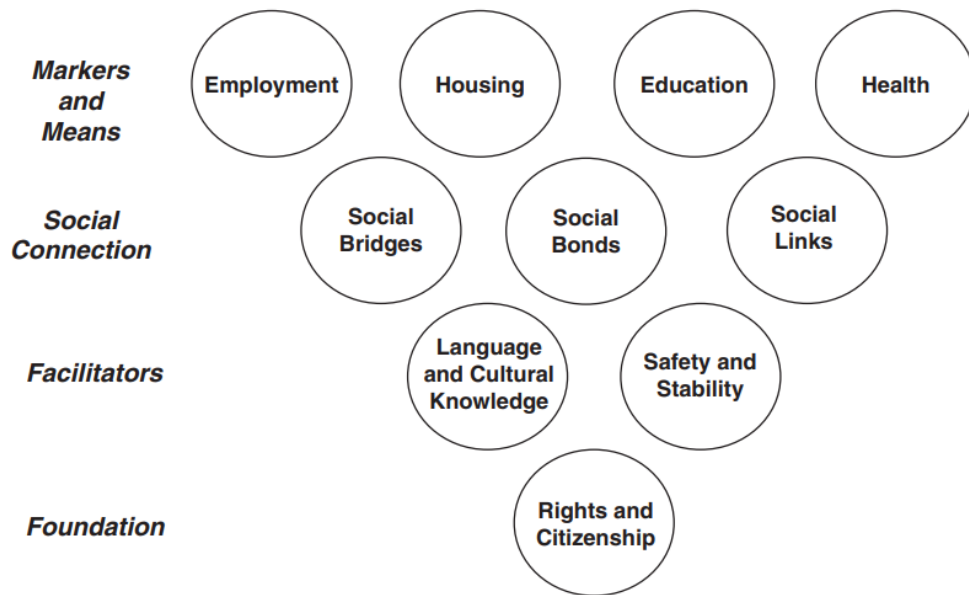 Markers
and
Means
Employment
Housing
Education
Health
Social
Connection
Social
Bridges
Social
Bonds
Social
Links
Facilitators
Language
and Cultural
Knowledge
Safety and
Stability
Foundation
Rights and
Citizenship